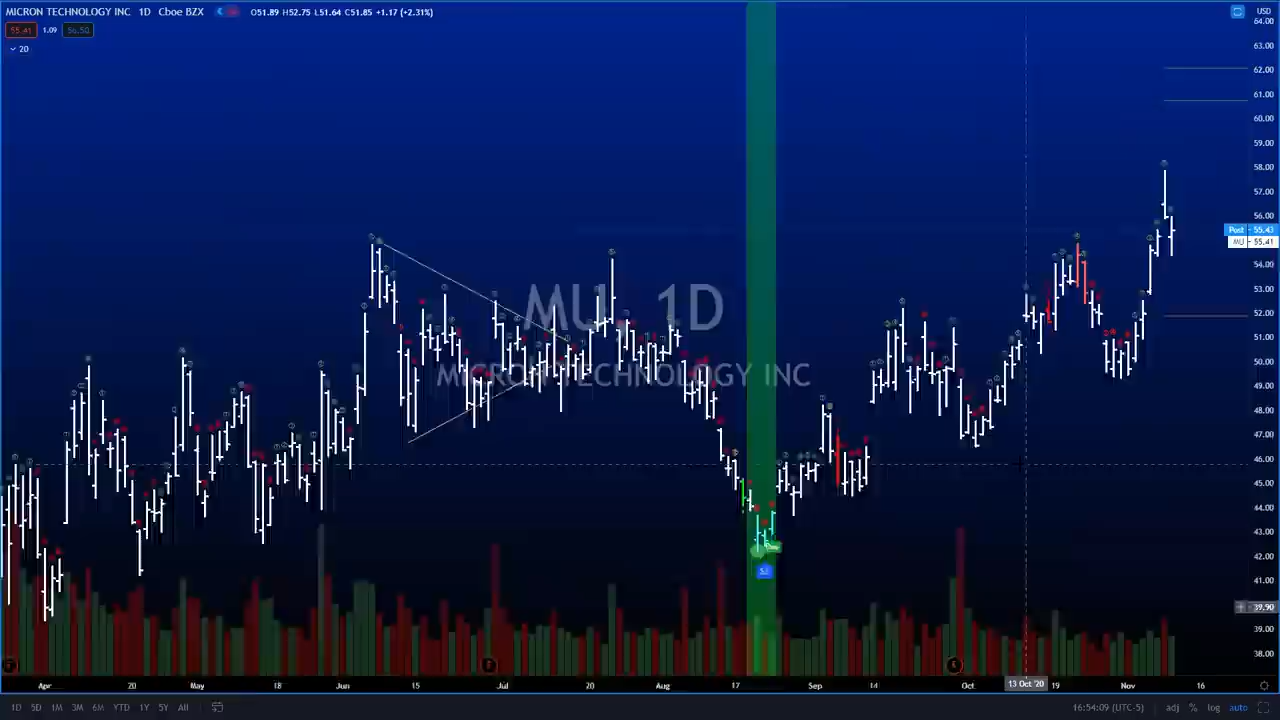 MICRON TECHNOLOGY INC 1D Cboe BZX O51.89 H52.75 L51.64 C51.85 +1.17 (+2.31%)
55.41 1.09 56.50
20
USD
64.00
63.00
62.00
61.00
60.00
59.00
58.00
57.00
56.00
Post 55.43
MU 55.41
54.00
53.00
52.00
51.00
50.00
49.00
48.00
47.00
46.00
45.00
44.00
43.00
42.00
41.00
39.90
39.00
38.00
MU, 1D
MICRON TECHNOLOGY INC
Apr 20 May 18 Jun 15 Jul 20 Aug 17 Sep 14 Oct 13 Oct '20 19 Nov 16
1D 5D 1M 3M 6M YTD 1Y 5Y All
16:54:09 (UTC-5) adj % log auto